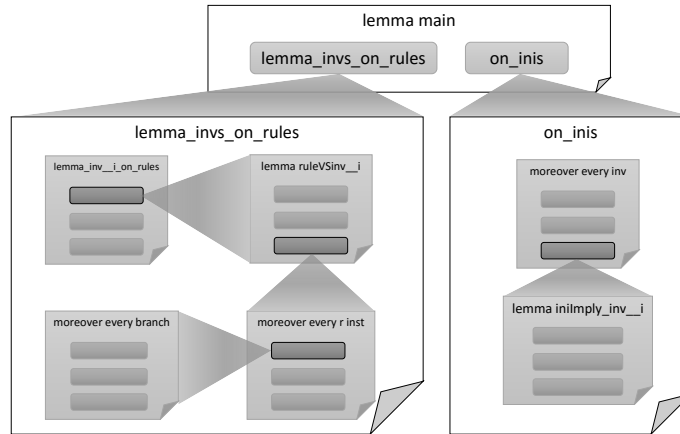 lemma main
lemma_invs_on_rules
on_inis
lemma_invs_on_rules
lemma_inv__i_on_rules
lemma ruleVSinv__i
moreover every branch
moreover every r inst
on_inis
moreover every inv
lemma iniImply_inv__i